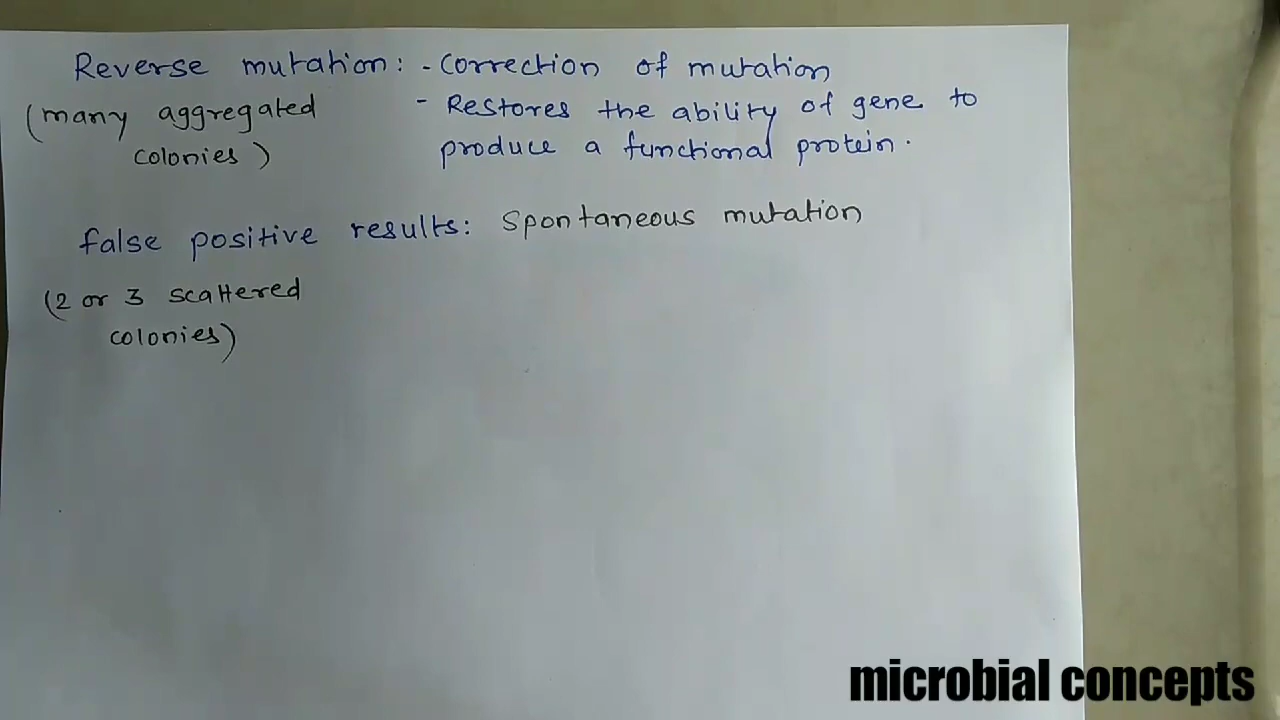 Reverse mutation: - Correction of mutation
(many aggregated colonies)
- Restores the ability of gene to
produce a functional protein.
false positive results: Spontaneous mutation
(2 or 3 scattered
colonies)
microbial concepts